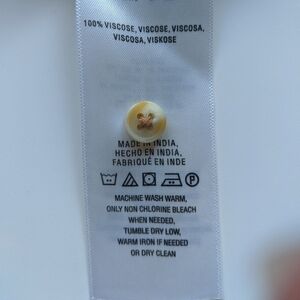 100% VISCOSE, VISCOSE, VISCOSA,
VISCOSA, VISKOSE
MADE IN INDIA,
HECHO EN INDIA,
FABRIQUÉ EN INDE
P
MACHINE WASH WARM,
ONLY NON CHLORINE BLEACH
WHEN NEEDED,
TUMBLE DRY LOW,
WARM IRON IF NEEDED
OR DRY CLEAN